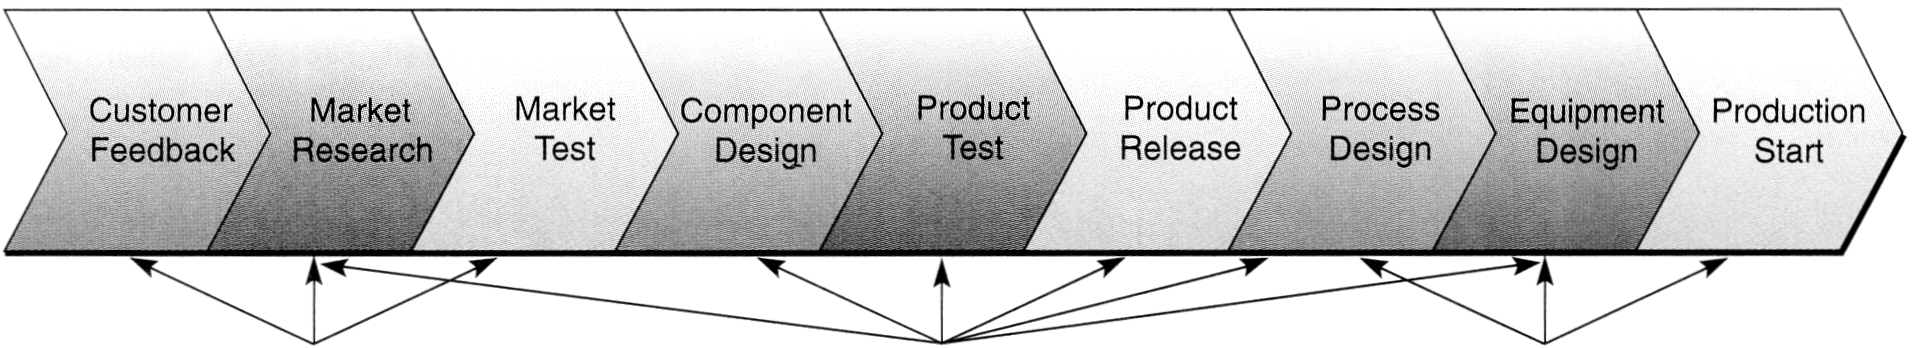 Customer
Feedback
Market
Research
Market
Test
Component
Design
Product
Test
Product
Release
Process
Design
Equipment
Design
Production
Start